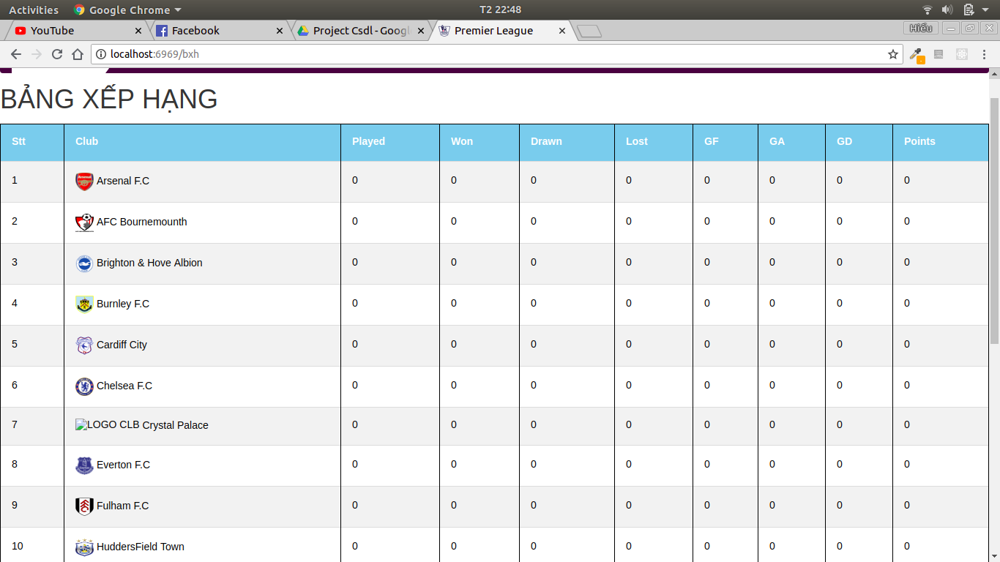 Activities Google Chrome T2 22:48
YouTube Facebook Project Csdl - Googl Premier League Hiếu
localhost:6969/bxh
BẢNG XẾP HẠNG
Stt Club Played Won Drawn Lost GF GA GD Points
1 Arsenal F.C 0 0 0 0 0 0 0 0
2 AFC Bournemounth 0 0 0 0 0 0 0 0
3 Brighton & Hove Albion 0 0 0 0 0 0 0 0
4 Burnley F.C 0 0 0 0 0 0 0 0
5 Cardiff City 0 0 0 0 0 0 0 0
6 Chelsea F.C 0 0 0 0 0 0 0 0
7 LOGO CLB Crystal Palace 0 0 0 0 0 0 0 0
8 Everton F.C 0 0 0 0 0 0 0 0
9 Fulham F.C 0 0 0 0 0 0 0 0
10 HuddersField Town 0 0 0 0 0 0 0 0